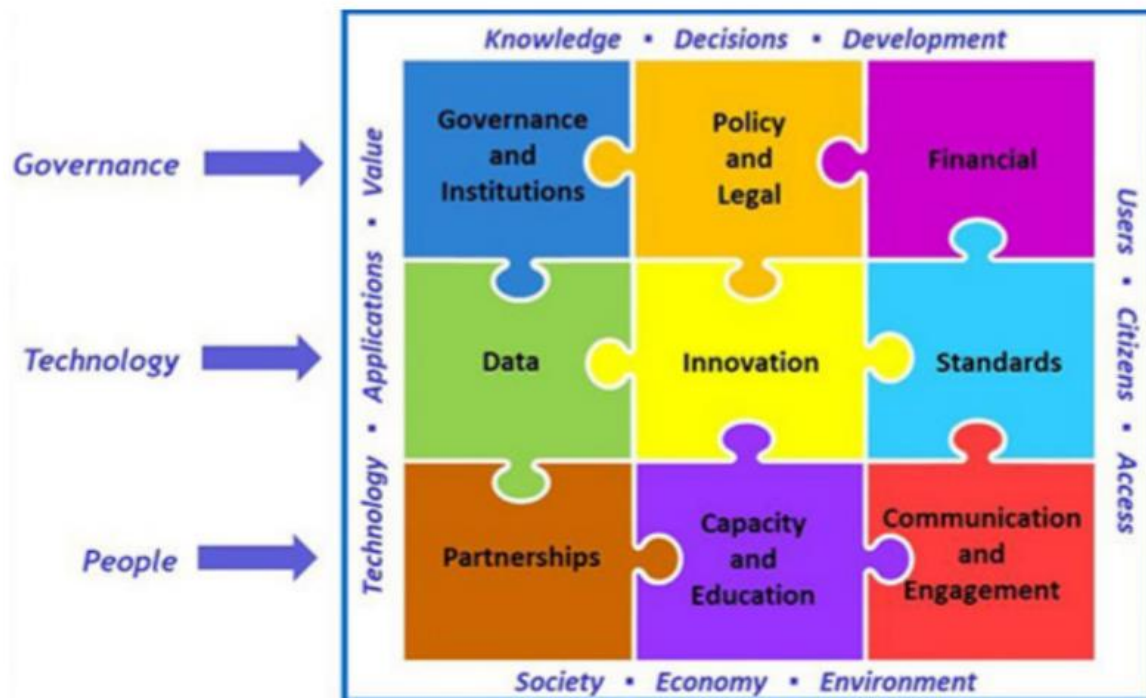 Knowledge ▪ Decisions ▪ Development
Governance
Technology
People
Technology ▪ Applications ▪ Value
Governance
and
Institutions
Policy
and
Legal
Financial
Data
Innovation
Standards
Partnerships
Capacity
and
Education
Communication
and
Engagement
Users ▪ Citizens ▪ Access
Society ▪ Economy ▪ Environment